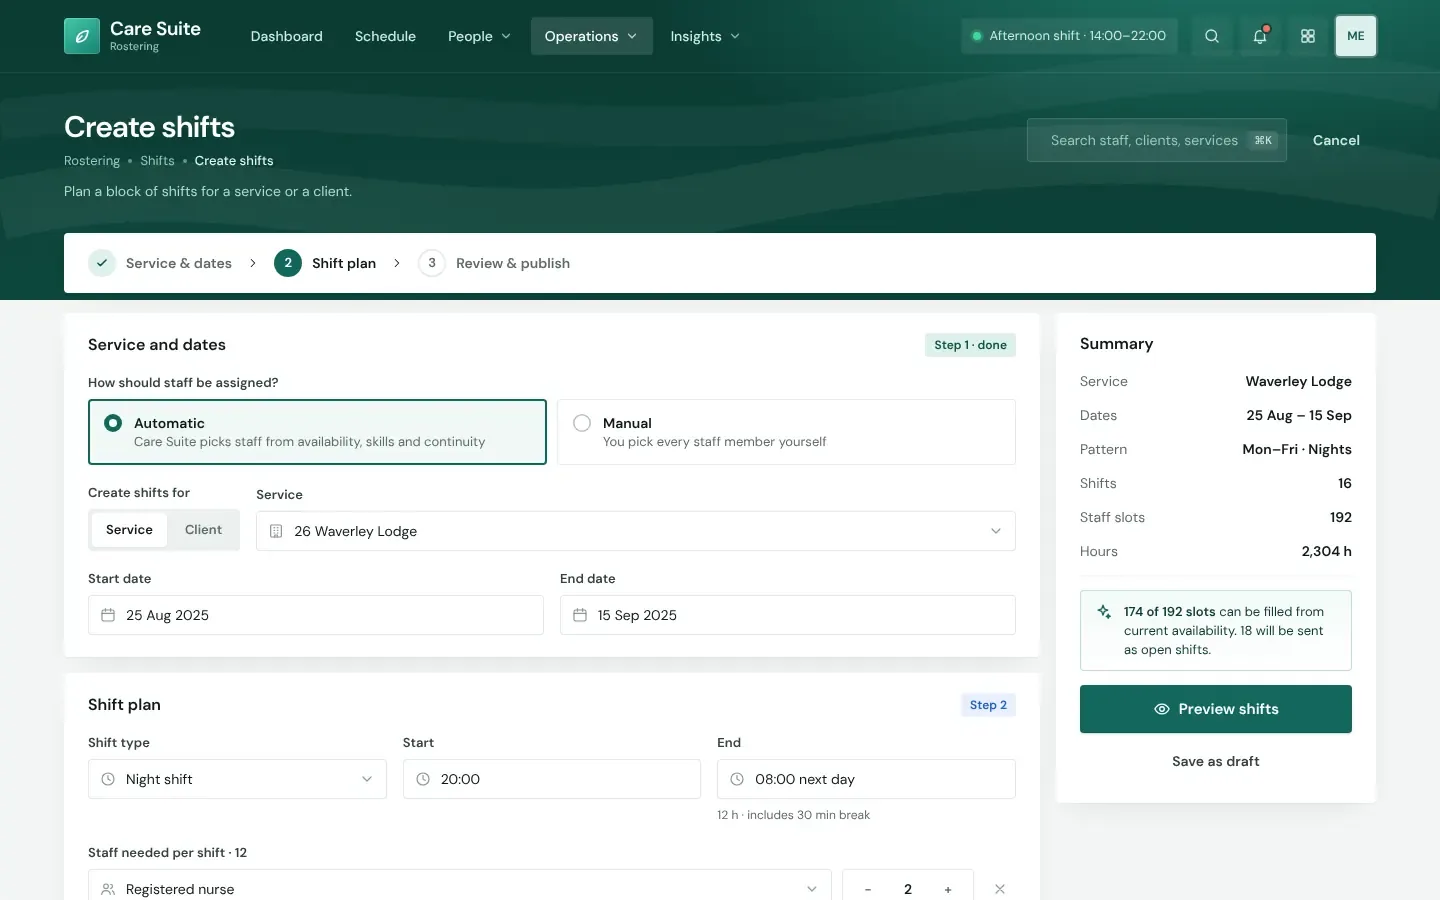 Care Suite
Rostering
Dashboard
Schedule
People
Operations
Insights
Afternoon shift · 14:00–22:00
ME
Create shifts
Rostering • Shifts • Create shifts
Plan a block of shifts for a service or a client.
Search staff, clients, services ⌘K
Cancel
Service & dates
2 Shift plan
3 Review & publish
Service and dates
Step 1 · done
How should staff be assigned?
Automatic
Care Suite picks staff from availability, skills and continuity
Manual
You pick every staff member yourself
Create shifts for
Service Client
Service
26 Waverley Lodge
Start date
25 Aug 2025
End date
15 Sep 2025
Shift plan
Step 2
Shift type
Night shift
Start
20:00
End
08:00 next day
12 h · includes 30 min break
Staff needed per shift · 12
Registered nurse
- 2 +
Summary
Service Waverley Lodge
Dates 25 Aug – 15 Sep
Pattern Mon–Fri · Nights
Shifts 16
Staff slots 192
Hours 2,304 h
174 of 192 slots can be filled from
current availability. 18 will be sent
as open shifts.
Preview shifts
Save as draft